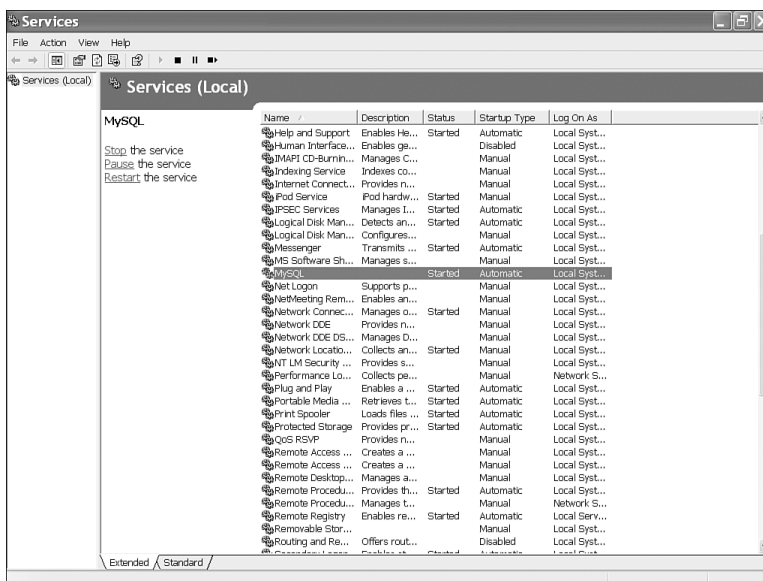 Services
File Action View Help
Services (Local)
Services (Local)
MySQL
Stop the service
Pause the service
Restart the service
Name Description Status Startup Type Log On As
Help and Support Enables He... Started Automatic Local Syst...
Human Interface... Enables ge... Disabled Local Syst...
IMAPI CD-Burnin... Manages C... Manual Local Syst...
Indexing Service Indexes co... Manual Local Syst...
Internet Connect... Provides n... Manual Local Syst...
iPod Service iPod hardw... Started Manual Local Syst...
IPSEC Services Manages I... Started Automatic Local Syst...
Logical Disk Man... Detects an... Started Automatic Local Syst...
Logical Disk Man... Configures... Manual Local Syst...
Messenger Transmits ... Started Automatic Local Syst...
MS Software Sh... Manages s... Manual Local Syst...
MySQL Started Automatic Local Syst...
Net Logon Supports p... Manual Local Syst...
NetMeeting Rem... Enables an... Manual Local Syst...
Network Connec... Manages o... Started Manual Local Syst...
Network DDE Provides n... Manual Local Syst...
Network DDE DS... Manages D... Manual Local Syst...
Network Locatio... Collects an... Started Manual Local Syst...
NT LM Security ... Provides s... Manual Local Syst...
Performance Lo... Collects pe... Manual Network S...
Plug and Play Enables a ... Started Automatic Local Syst...
Portable Media ... Retrieves t... Started Automatic Local Syst...
Print Spooler Loads files ... Started Automatic Local Syst...
Protected Storage Provides pr... Started Automatic Local Syst...
QoS RSVP Provides n... Manual Local Syst...
Remote Access ... Creates a ... Manual Local Syst...
Remote Access ... Creates a ... Manual Local Syst...
Remote Desktop... Manages a... Manual Local Syst...
Remote Procedu... Provides th... Started Automatic Local Syst...
Remote Procedu... Manages t... Manual Network S...
Remote Registry Enables re... Started Automatic Local Serv...
Removable Stor... Manual Local Syst...
Routing and Re... Offers rout... Disabled Local Syst...
Extended Standard